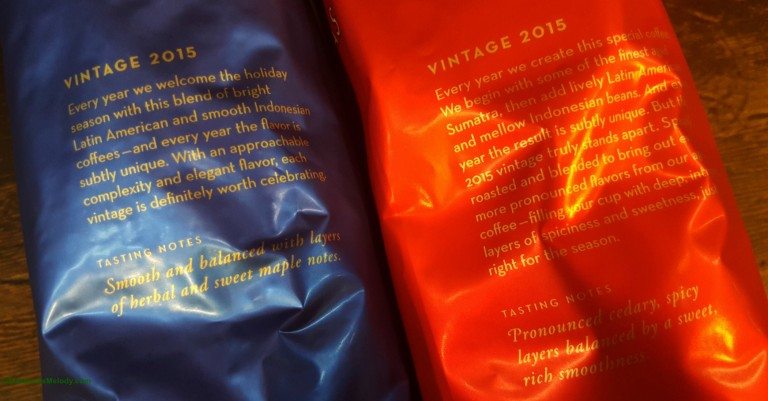 VINTAGE 2015
Every year we welcome the holiday
season with this blend of bright
Latin American and smooth Indonesian
coffees—and every year the flavor is
subtly unique. With an approachable
complexity and elegant flavor, each
vintage is definitely worth celebrating.
TASTING NOTES
Smooth and balanced with layers
of herbal and sweet maple notes.
VINTAGE 2015
Every year we create this special coffee.
We begin with some of the finest
Sumatra, then add lively Latin
and mellow Indonesian beans. And
year the result is subtly unique. But
2015 vintage truly stands apart.
roasted and blended to bring out
more pronounced flavors from our
coffee—filling your cup with deep,
layers of spiciness and sweetness,
right for the season.
TASTING NOTES
Pronounced cedary, spicy
layers balanced by a sweet,
rich smoothness.
Melody.com